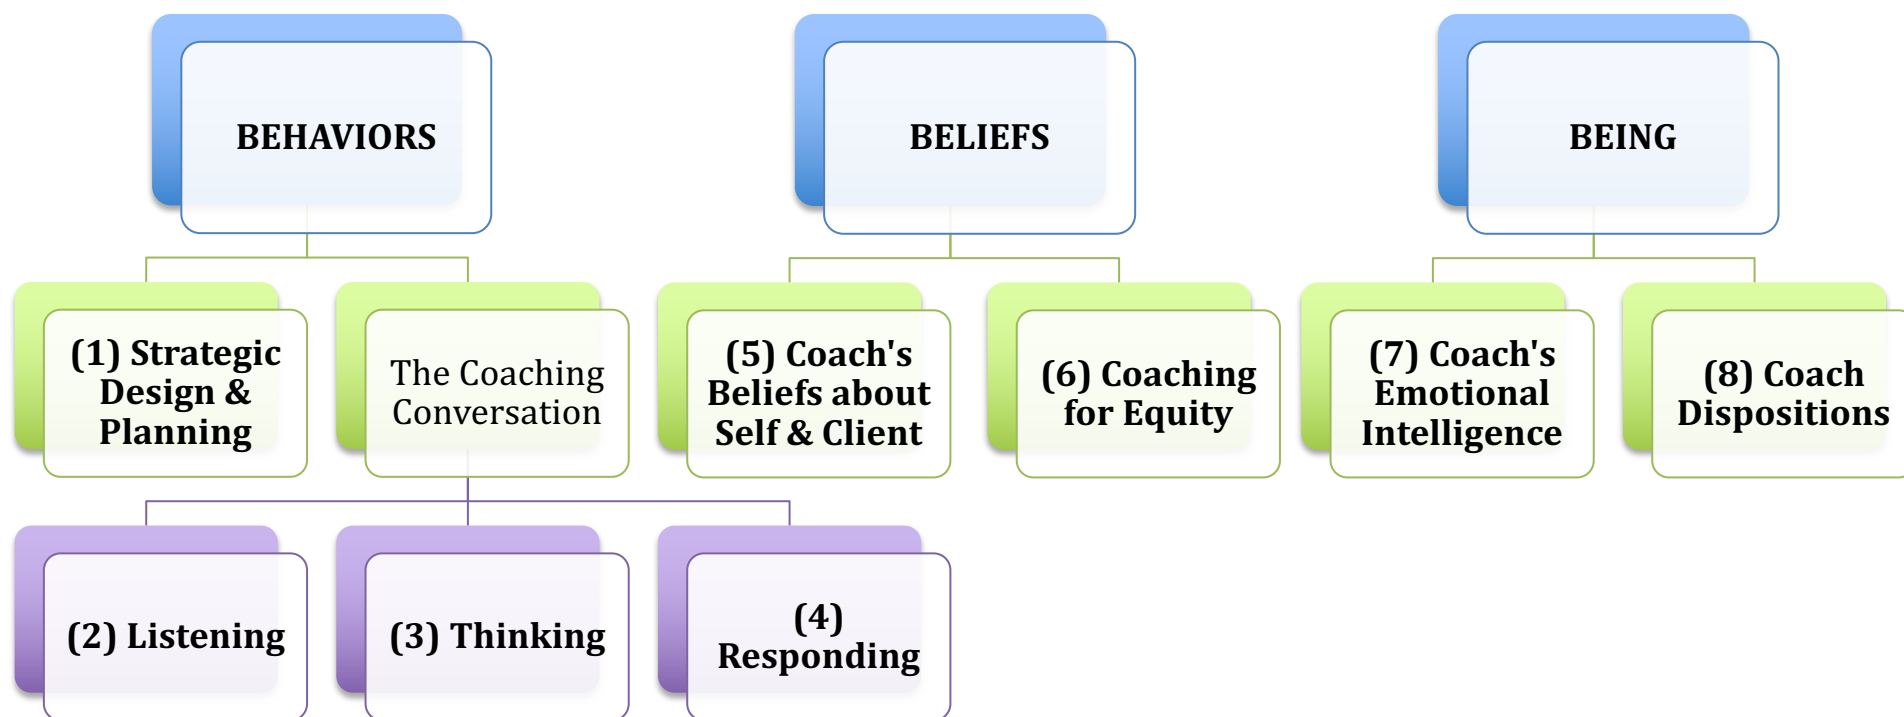 BEHAVIORS
BELIEFS
BEING
(1) Strategic
Design &
Planning
The Coaching
Conversation
(5) Coach's
Beliefs about
Self & Client
(6) Coaching
for Equity
(7) Coach's
Emotional
Intelligence
(8) Coach
Dispositions
(2) Listening
(3) Thinking
(4)
Responding